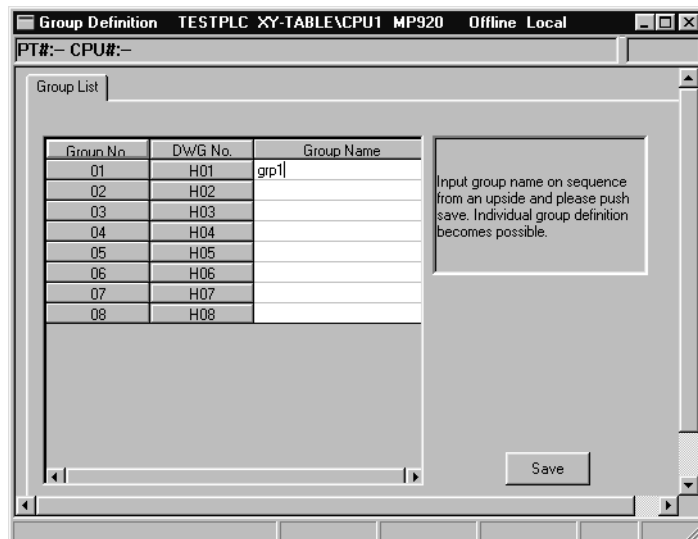 Group Definition TESTPLC XY-TABLE\CPU1 MP920 Offline Local
PT#:– CPU#:–
Group List
Group No. DWG No. Group Name
01 H01 grp1
02 H02
03 H03
04 H04
05 H05
06 H06
07 H07
08 H08
Input group name on sequence
from an upside and please push
save. Individual group definition
becomes possible.
Save